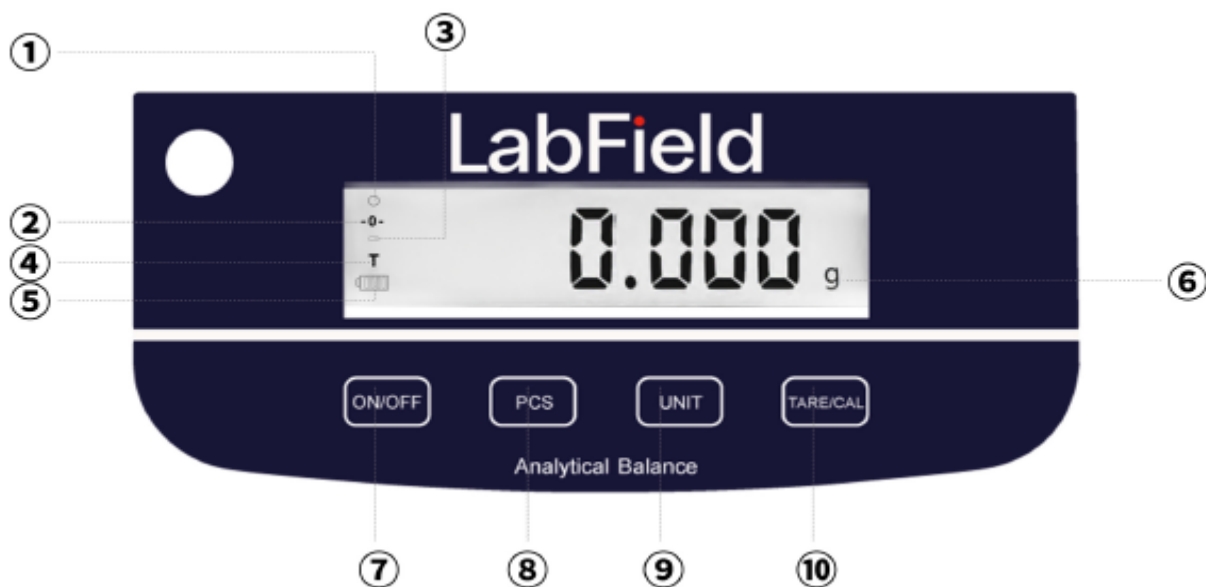 ①
③
LabField
②
-0-
④
T
⑤
0.000 g
⑥
ON/OFF
PCS
UNIT
TARE/CAL
Analytical Balance
⑦
⑧
⑨
⑩